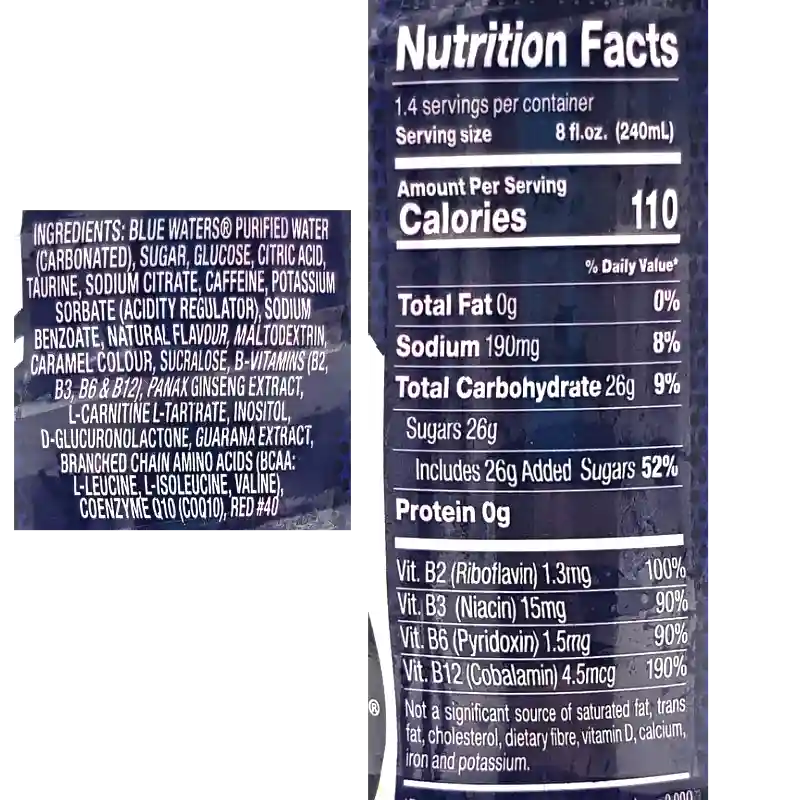 INGREDIENTS: BLUE WATERS® PURIFIED WATER
(CARBONATED), SUGAR, GLUCOSE, CITRIC ACID,
TAURINE, SODIUM CITRATE, CAFFEINE, POTASSIUM
SORBATE (ACIDITY REGULATOR), SODIUM
BENZOATE, NATURAL FLAVOUR, MALTODEXTRIN,
CARAMEL COLOUR, SUCRALOSE, B-VITAMINS (B2,
B3, B6 & B12), PANAX GINSENG EXTRACT,
L-CARNITINE L-TARTRATE, INOSITOL,
D-GLUCURONOLACTONE, GUARANA EXTRACT,
BRANCHED CHAIN AMINO ACIDS (BCAA:
L-LEUCINE, L-ISOLEUCINE, VALINE),
COENZYME Q10 (COQ10), RED #40
Nutrition Facts
1.4 servings per container
Serving size 8 fl.oz. (240mL)
Amount Per Serving
Calories 110
% Daily Value*
Total Fat 0g 0%
Sodium 190mg 8%
Total Carbohydrate 26g 9%
Sugars 26g
Includes 26g Added Sugars 52%
Protein 0g
Vit. B2 (Riboflavin) 1.3mg 100%
Vit. B3 (Niacin) 15mg 90%
Vit. B6 (Pyridoxin) 1.5mg 90%
Vit. B12 (Cobalamin) 4.5mcg 190%
Not a significant source of saturated fat, trans
fat, cholesterol, dietary fibre, vitamin D, calcium,
iron and potassium.
®